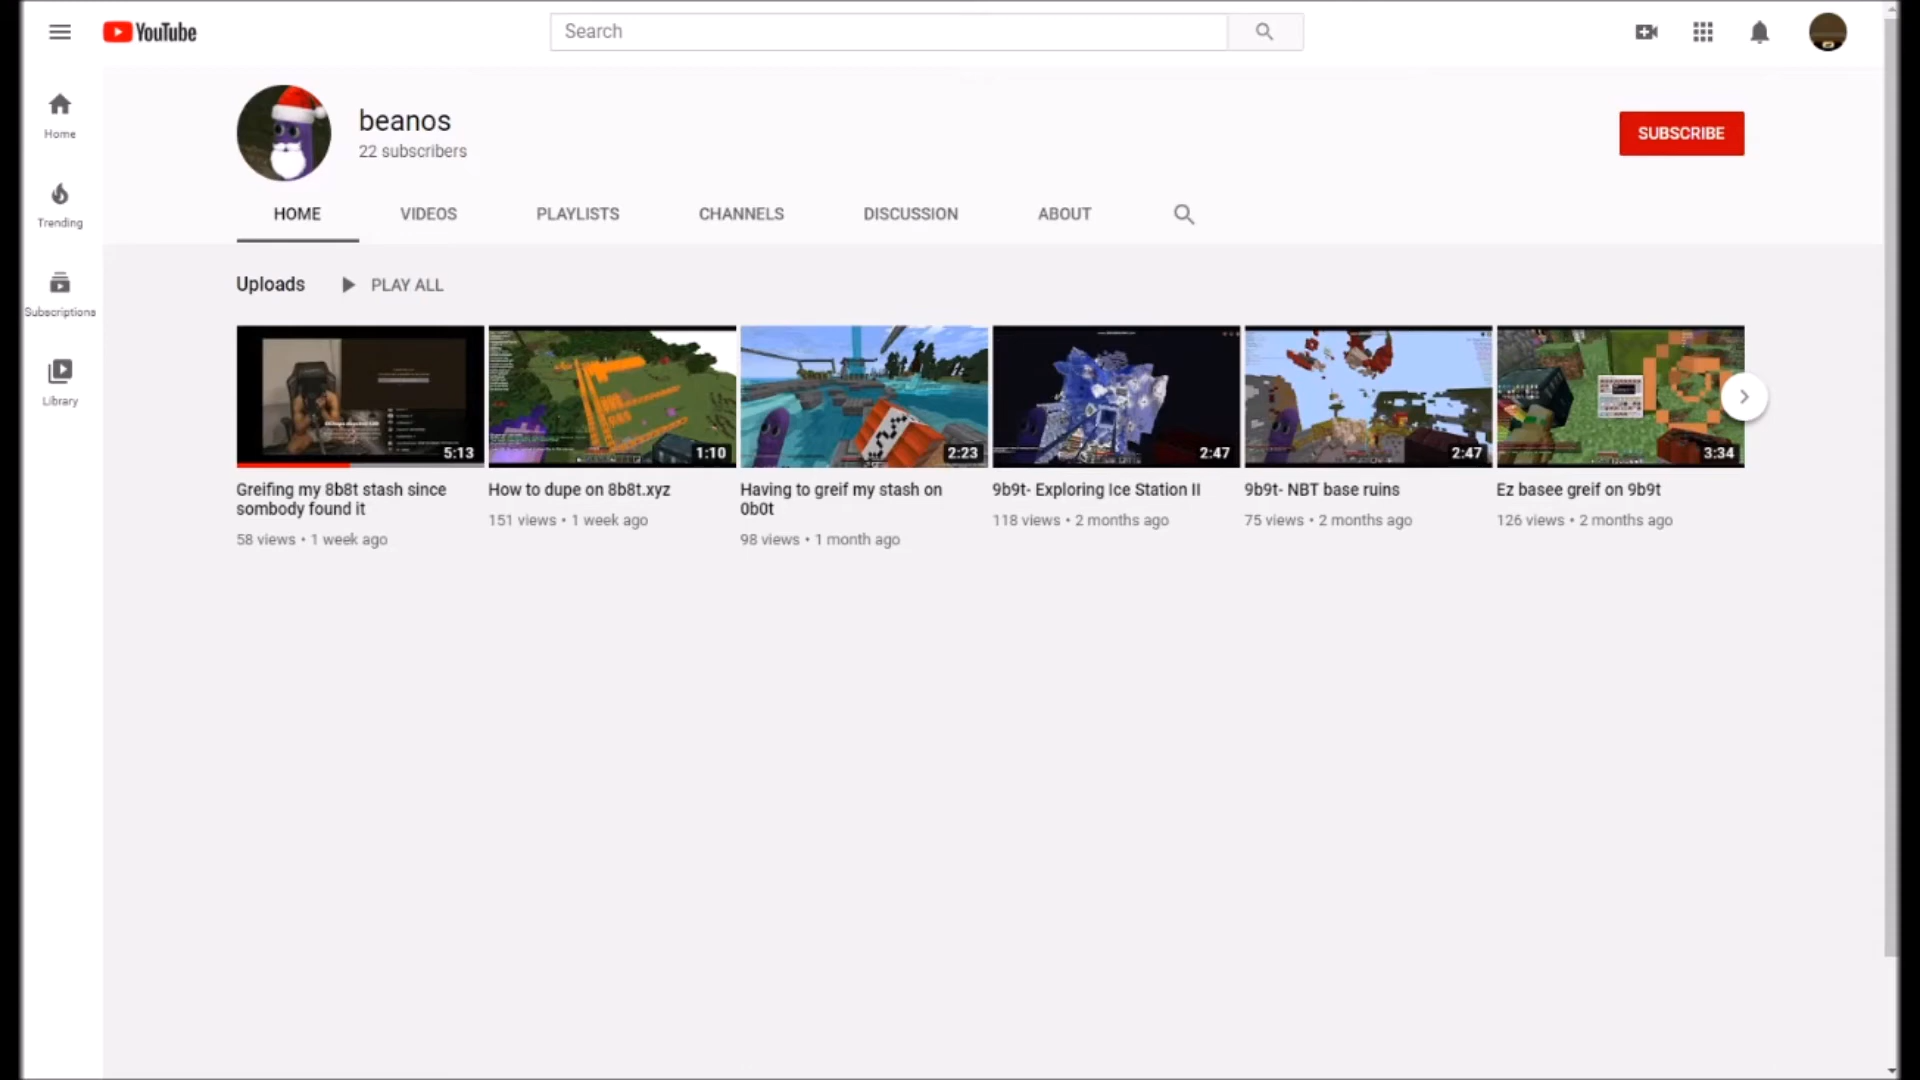 YouTube
Search
Home
Trending
Subscriptions
Library
beanos
22 subscribers
SUBSCRIBE
HOME
VIDEOS
PLAYLISTS
CHANNELS
DISCUSSION
ABOUT
Uploads
PLAY ALL
5:13
1:10
2:23
2:47
2:47
3:34
Greifing my 8b8t stash since
sombody found it
58 views • 1 week ago
How to dupe on 8b8t.xyz
151 views • 1 week ago
Having to greif my stash on
0b0t
98 views • 1 month ago
9b9t- Exploring Ice Station II
118 views • 2 months ago
9b9t- NBT base ruins
75 views • 2 months ago
Ez basee greif on 9b9t
126 views • 2 months ago